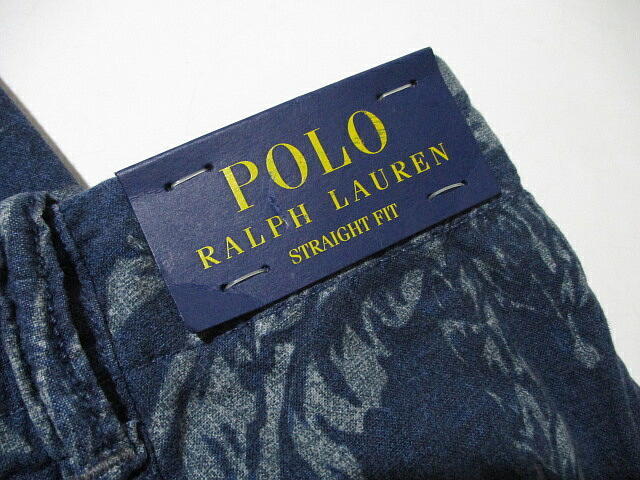 POLO
RALPH LAUREN
STRAIGHT FIT